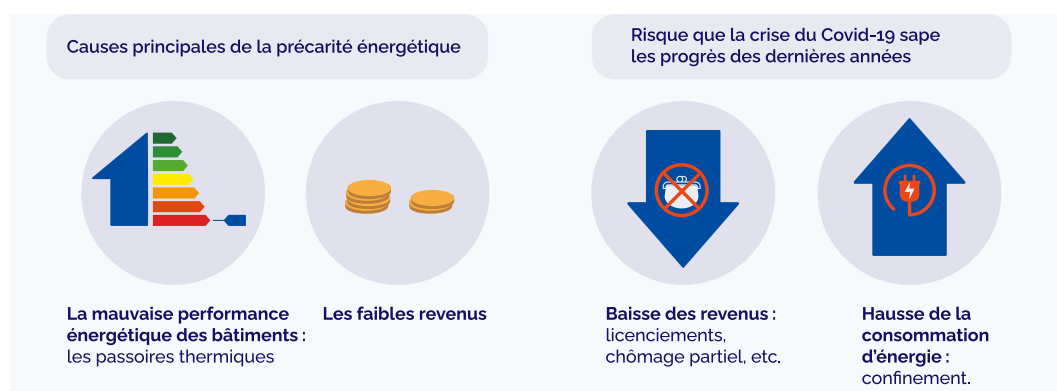 Causes principales de la précarité énergétique
Risque que la crise du Covid-19 sape
les progrès des dernières années
La mauvaise performance
énergétique des bâtiments :
les passoires thermiques
Les faibles revenus
Baisse des revenus :
licenciements,
chômage partiel, etc.
Hausse de la
consommation
d'énergie :
confinement.